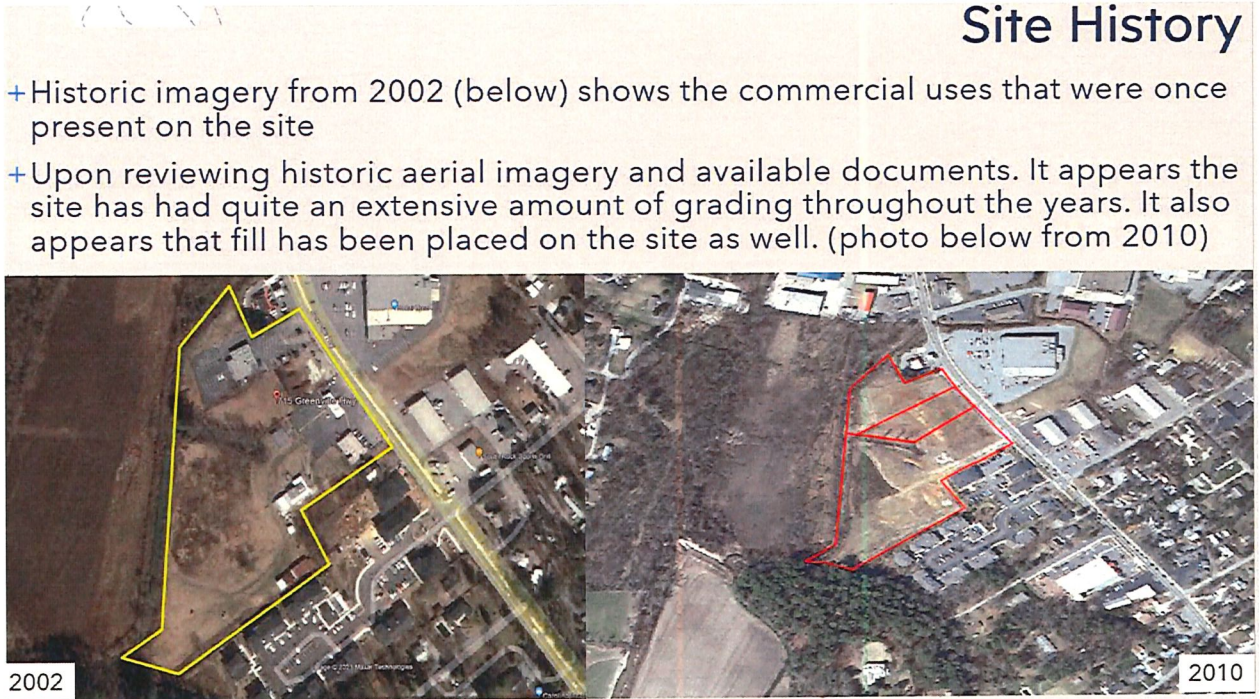 Site History
+Historic imagery from 2002 (below) shows the commercial uses that were once
present on the site
+Upon reviewing historic aerial imagery and available documents. It appears the
site has had quite an extensive amount of grading throughout the years. It also
appears that fill has been placed on the site as well. (photo below from 2010)
2002
2010